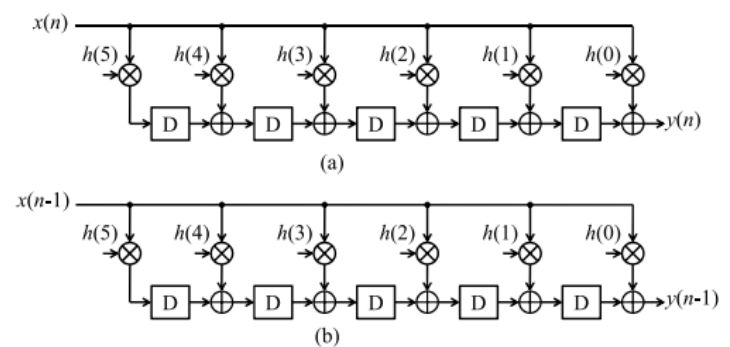 x(n)
h(5) h(4) h(3) h(2) h(1) h(0)
D D D D D y(n)
(a)
x(n-1)
h(5) h(4) h(3) h(2) h(1) h(0)
D D D D D y(n-1)
(b)